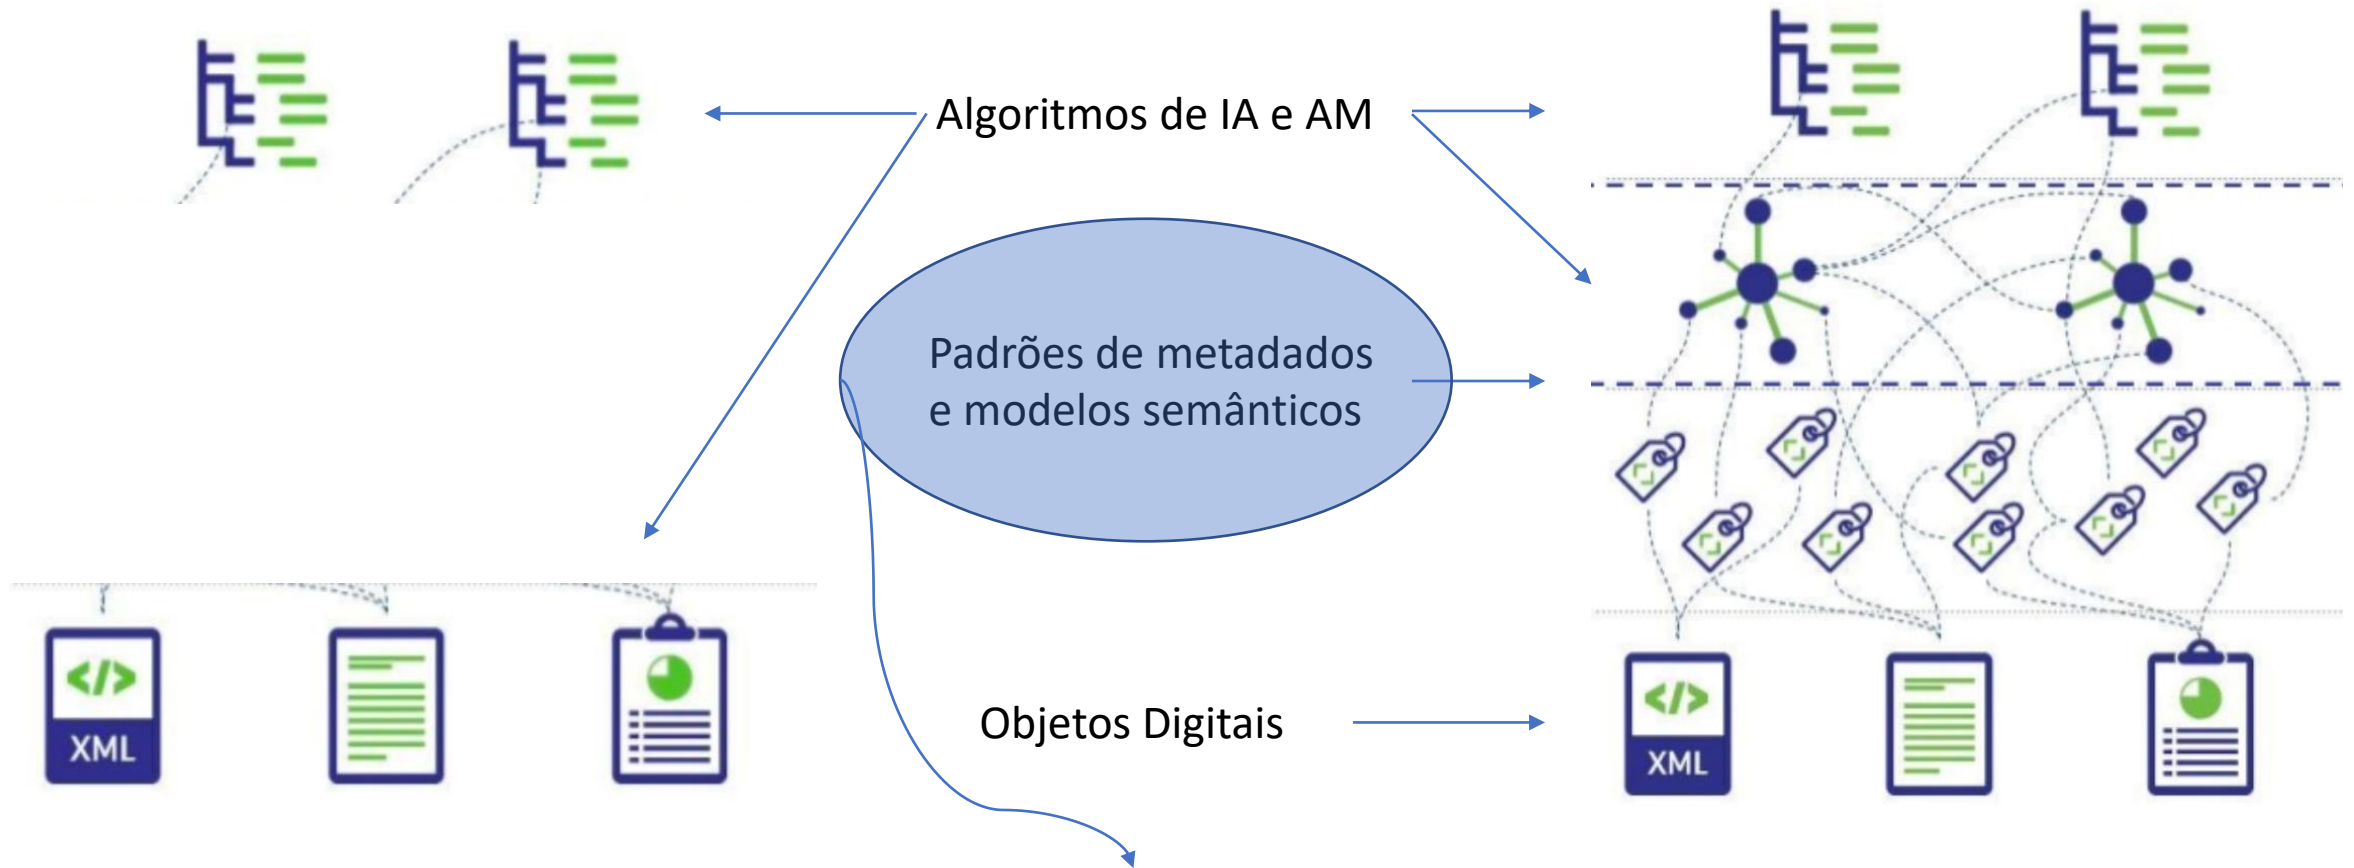 Algoritmos de IA e AM
Padrões de metadados
e modelos semânticos
Objetos Digitais
</>
XML
</>
XML